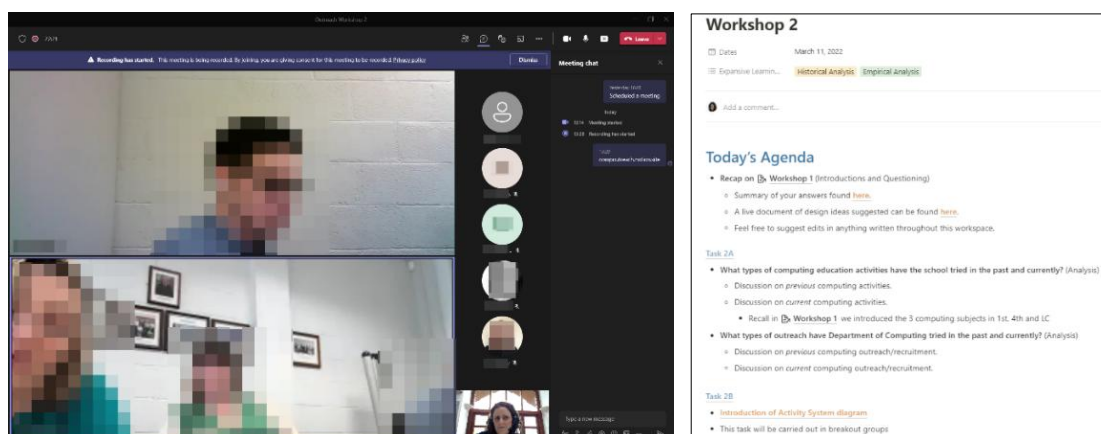 Outreach Workshop 2
Recording has started. This meeting is being recorded. By joining, you are giving consent for this meeting to be recorded. Privacy policy
Dismiss
Leave
Meeting chat
Scheduled a meeting
Today
Meeting started
Recording has started
Type a new message
Workshop 2
Dates March 11, 2022
Expansive Learnin... Historical Analysis Empirical Analysis
Add a comment...
Today's Agenda
• Recap on Workshop 1 (Introductions and Questioning)
○ Summary of your answers found here.
○ A live document of design ideas suggested can be found here.
○ Feel free to suggest edits in anything written throughout this workspace.
Task 2A
• What types of computing education activities have the school tried in the past and currently? (Analysis)
○ Discussion on previous computing activities.
○ Discussion on current computing activities.
▪ Recall in Workshop 1 we introduced the 3 computing subjects in 1st, 4th and LC
• What types of outreach have Department of Computing tried in the past and currently? (Analysis)
○ Discussion on previous computing outreach/recruitment.
○ Discussion on current computing outreach/recruitment.
Task 2B
• Introduction of Activity System diagram
• This task will be carried out in breakout groups